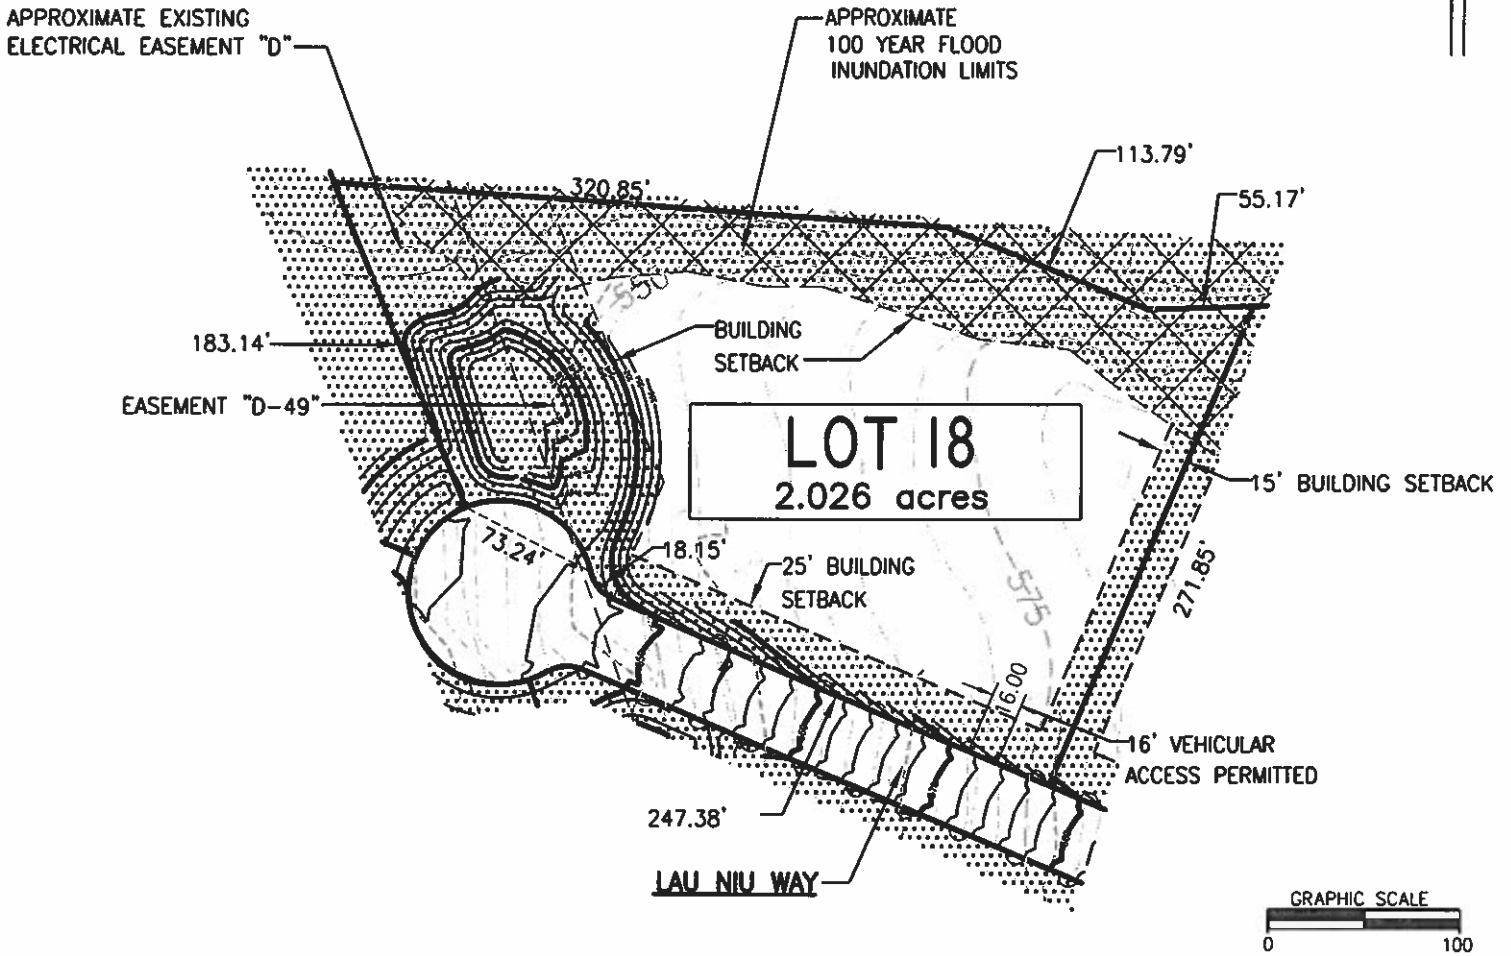 APPROXIMATE EXISTING
ELECTRICAL EASEMENT "D"
APPROXIMATE
100 YEAR FLOOD
INUNDATION LIMITS
113.79'
55.17'
320.85'
550
183.14'
BUILDING
SETBACK
EASEMENT "D-49"
LOT 18
2.026 acres
15' BUILDING SETBACK
73.24'
18.15'
25' BUILDING
SETBACK
575
271.85'
16.00
16' VEHICULAR
ACCESS PERMITTED
247.38'
LAU NIU WAY
GRAPHIC SCALE
0 100